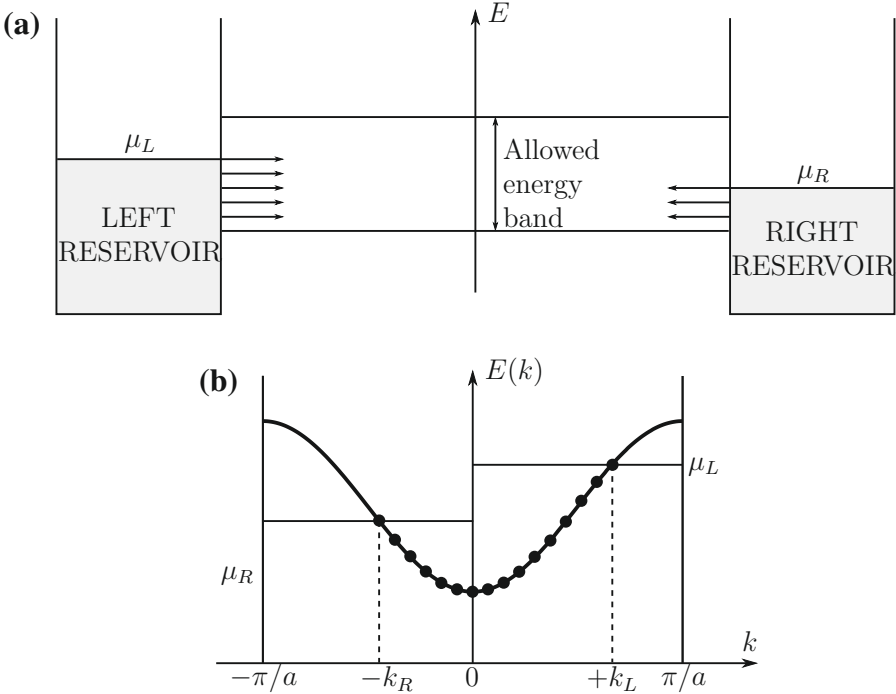 (a)
E
μ_L
Allowed
energy
band
μ_R
LEFT
RESERVOIR
RIGHT
RESERVOIR
(b)
E(k)
μ_L
μ_R
k
−π/a
−k_R
0
+k_L
π/a